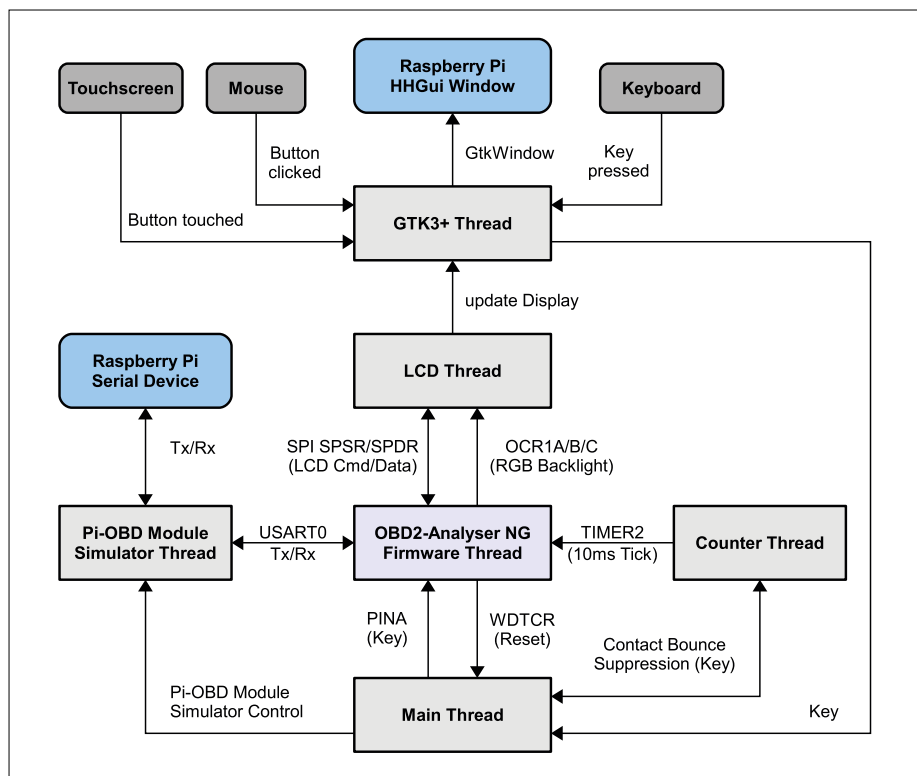 Raspberry Pi
HHGui Window
Touchscreen
Mouse
Keyboard
Button
clicked
GtkWindow
Key
pressed
Button touched
GTK3+ Thread
update Display
Raspberry Pi
Serial Device
LCD Thread
Tx/Rx
SPI SPSR/SPDR
(LCD Cmd/Data)
OCR1A/B/C
(RGB Backlight)
Pi-OBD Module
Simulator Thread
USART0
Tx/Rx
OBD2-Analyser NG
Firmware Thread
TIMER2
(10ms Tick)
Counter Thread
PINA
(Key)
WDTCR
(Reset)
Contact Bounce
Suppression (Key)
Pi-OBD Module
Simulator Control
Main Thread
Key